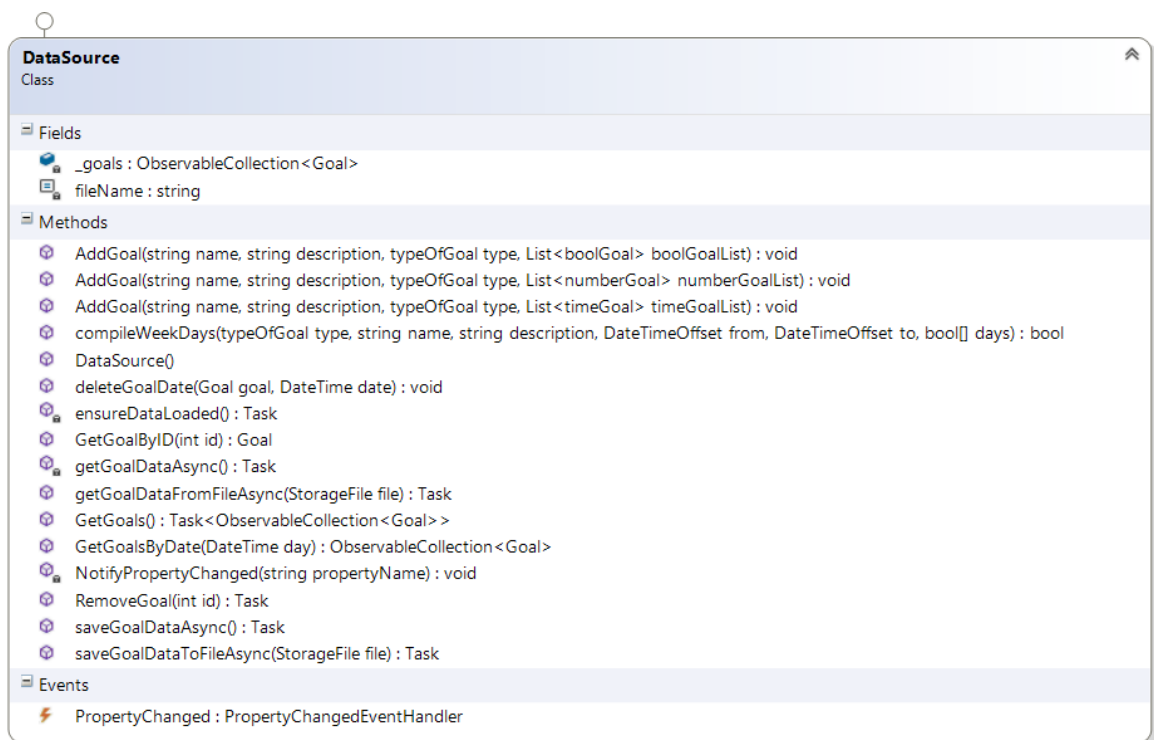 DataSource
Class
Fields
_goals : ObservableCollection<Goal>
fileName : string
Methods
AddGoal(string name, string description, typeOfGoal type, List<boolGoal> boolGoalList) : void
AddGoal(string name, string description, typeOfGoal type, List<numberGoal> numberGoalList) : void
AddGoal(string name, string description, typeOfGoal type, List<timeGoal> timeGoalList) : void
compileWeekDays(typeOfGoal type, string name, string description, DateTimeOffset from, DateTimeOffset to, bool[] days) : bool
DataSource()
deleteGoalDate(Goal goal, DateTime date) : void
ensureDataLoaded() : Task
GetGoalByID(int id) : Goal
getGoalDataAsync() : Task
getGoalDataFromFileAsync(StorageFile file) : Task
GetGoals() : Task<ObservableCollection<Goal>>
GetGoalsByDate(DateTime day) : ObservableCollection<Goal>
NotifyPropertyChanged(string propertyName) : void
RemoveGoal(int id) : Task
saveGoalDataAsync() : Task
saveGoalDataToFileAsync(StorageFile file) : Task
Events
PropertyChanged : PropertyChangedEventHandler